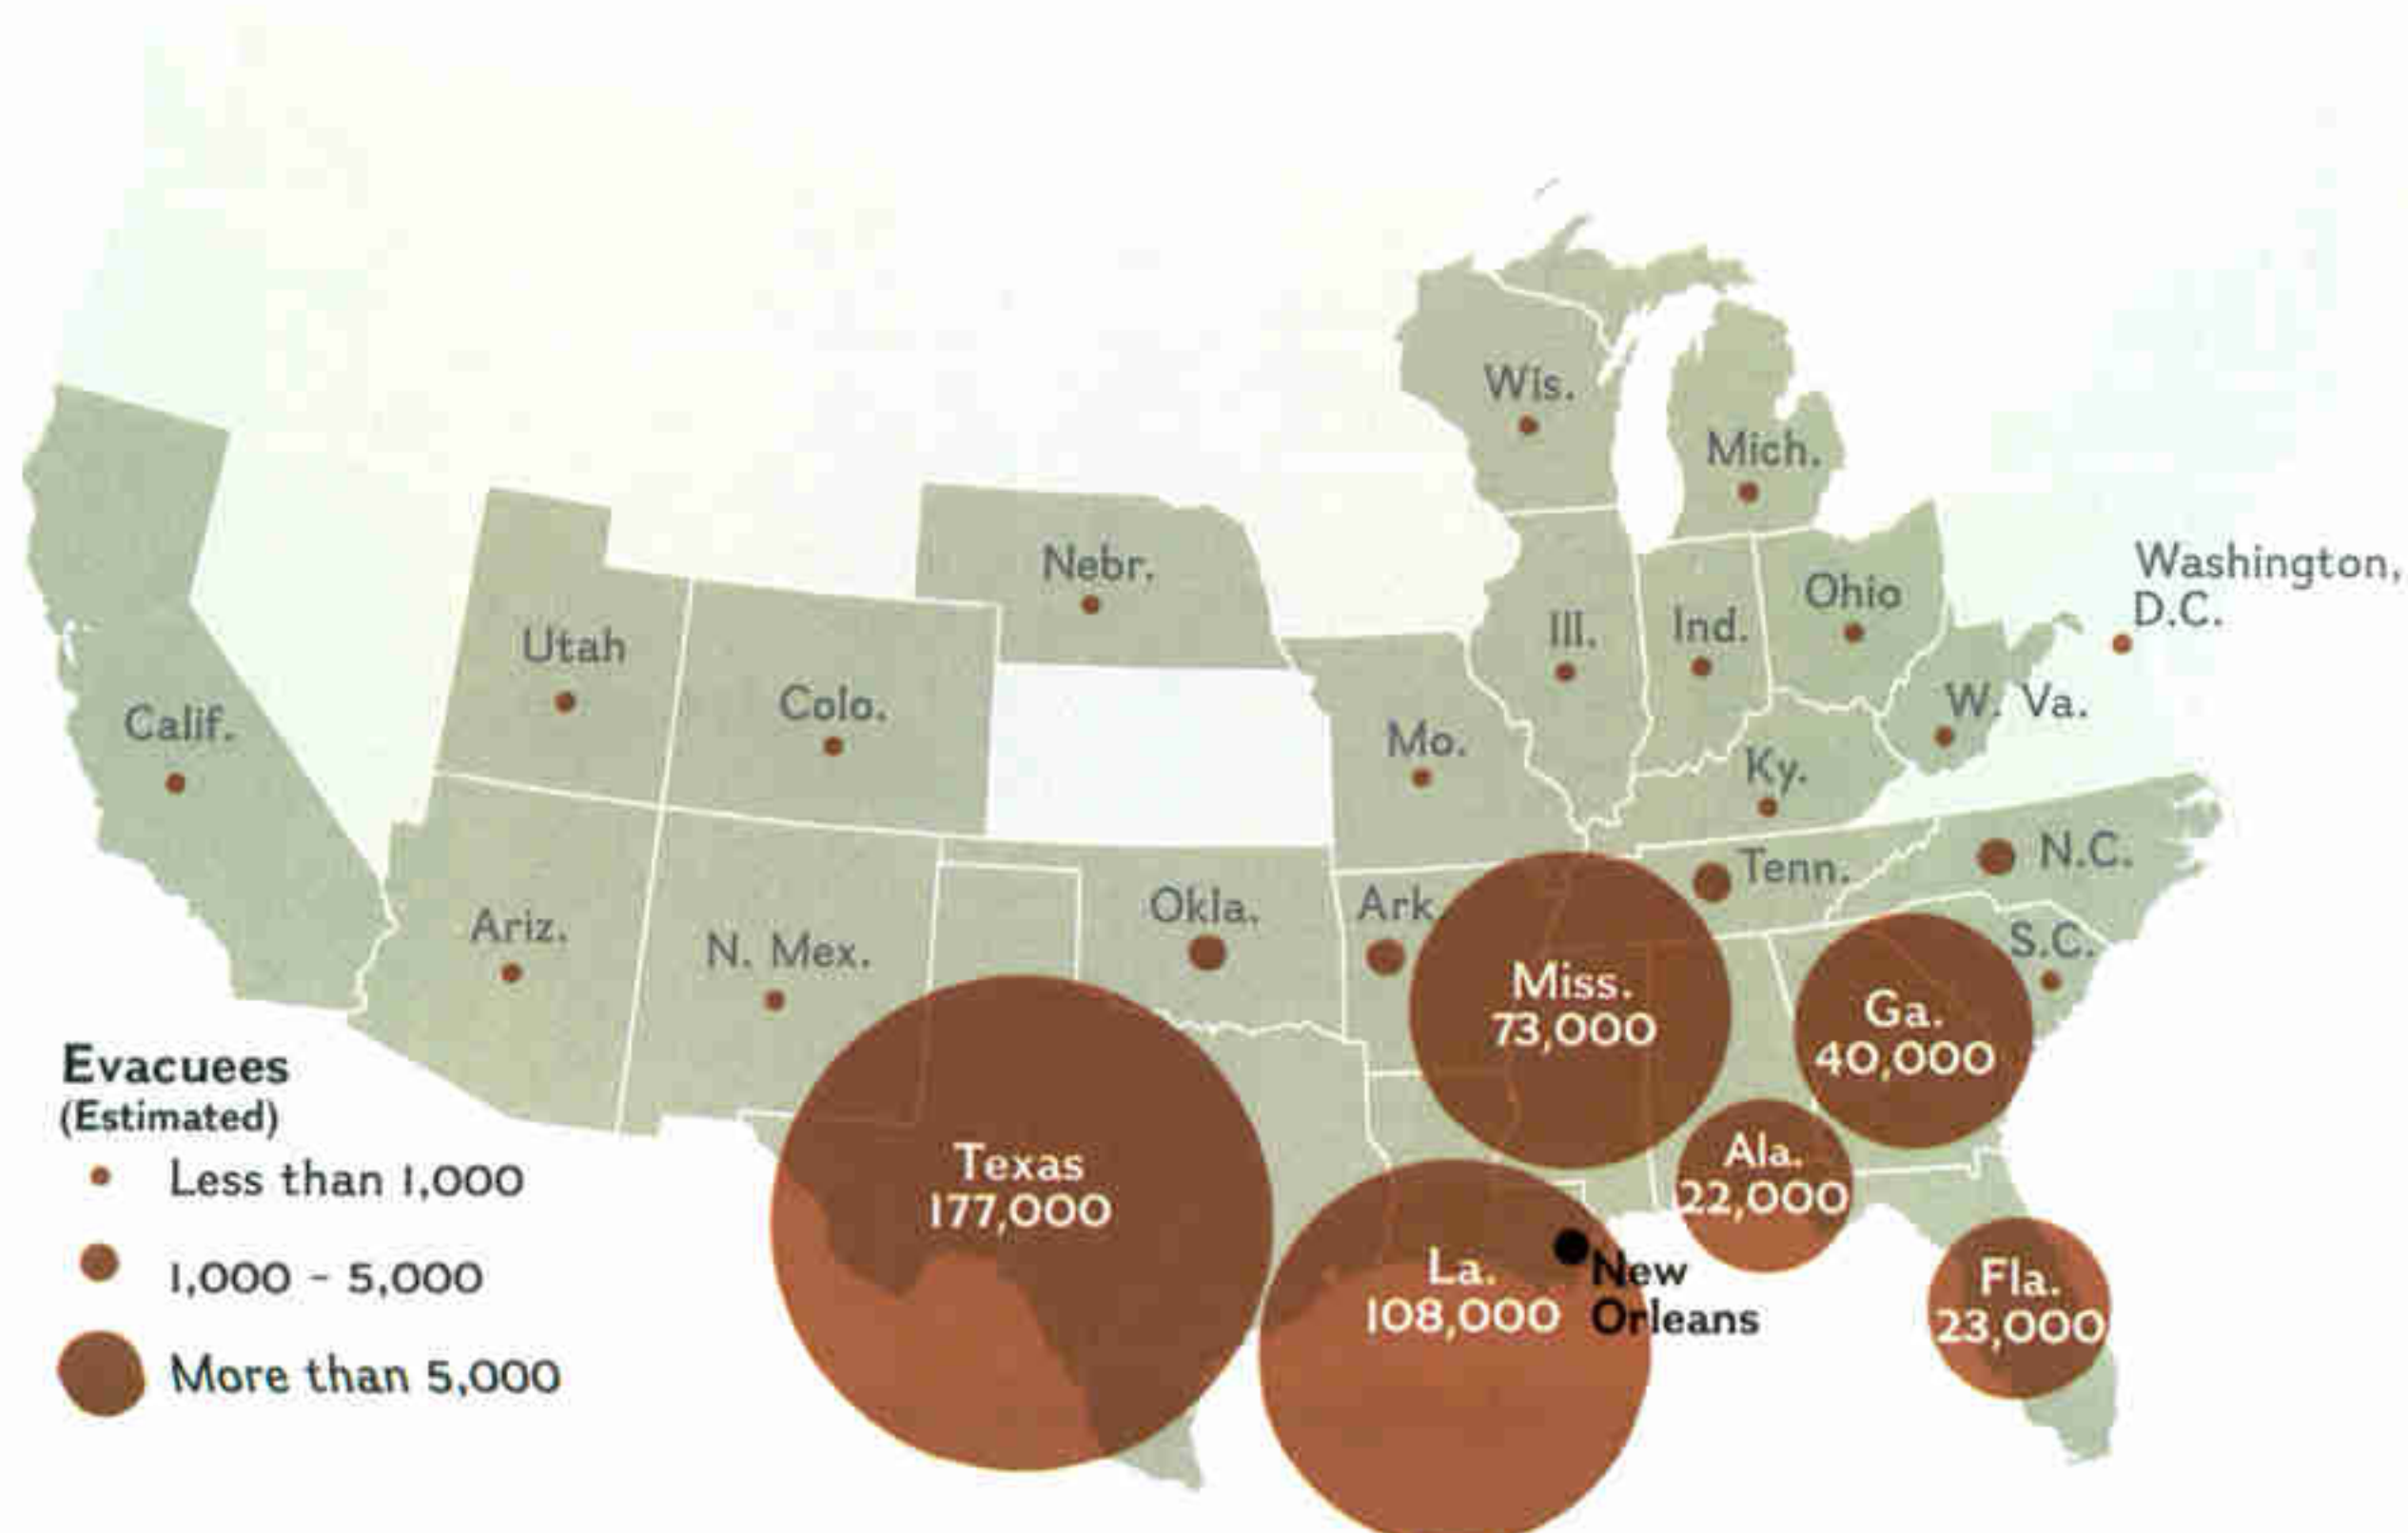 Wis.
Mich.
Nebr.
Washington,
D.C.
Ohio
Ill.
Ind.
Utah
Colo.
W. Va.
Calif.
Mo.
Ky.
Tenn.
N.C.
Okla.
Ark.
Ariz.
N. Mex.
S.C.
Miss.
73,000
Ga.
40,000
Evacuees
(Estimated)
Less than 1,000
1,000 - 5,000
More than 5,000
Texas
177,000
Ala.
22,000
La.
108,000
New
Orleans
Fla.
23,000